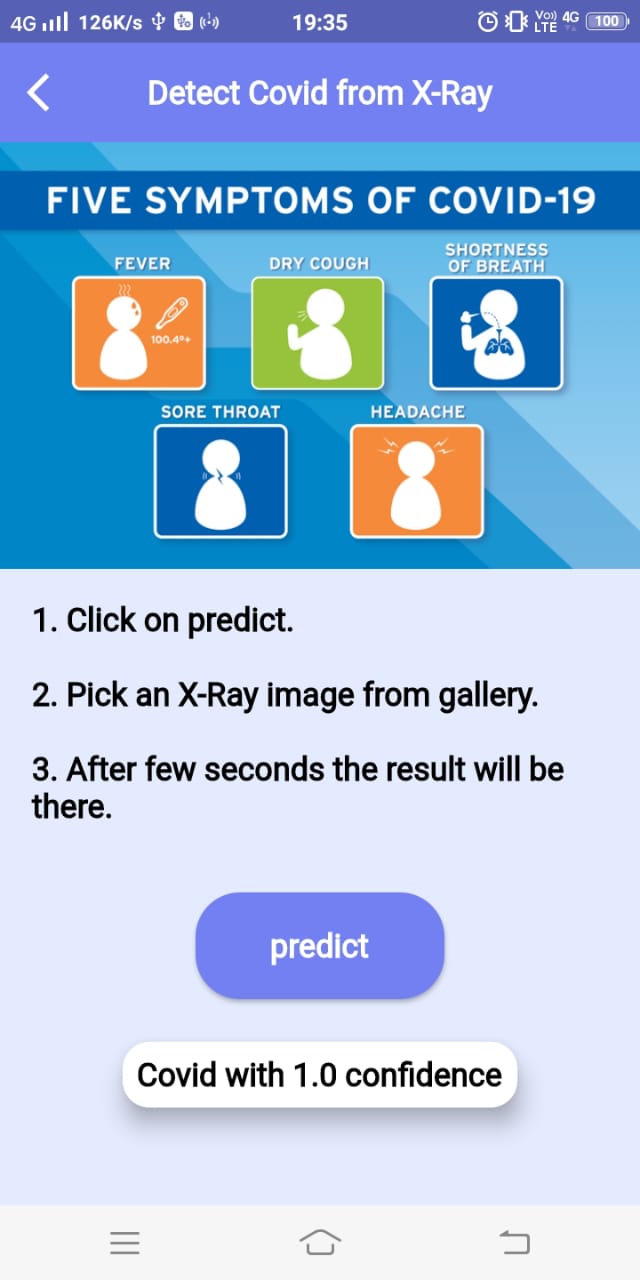 4G 126K/s 19:35 Vo)) LTE 4G 100
Detect Covid from X-Ray
FIVE SYMPTOMS OF COVID-19
FEVER
DRY COUGH
SHORTNESS
OF BREATH
100.4°+
SORE THROAT
HEADACHE
1. Click on predict.
2. Pick an X-Ray image from gallery.
3. After few seconds the result will be
there.
predict
Covid with 1.0 confidence